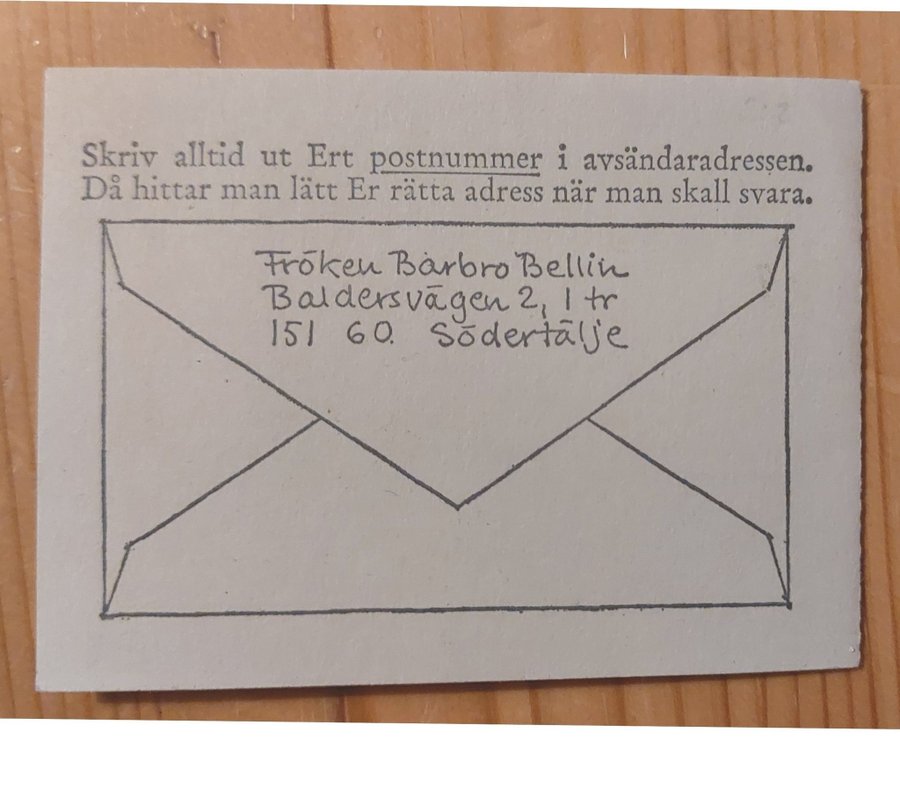 Skriv alltid ut Ert postnummer i avsändaradressen.
Då hittar man lätt Er rätta adress när man skall svara.
Fröken Barbro Bellin
Baldersvägen 2, 1 tr
151 60 Södertälje